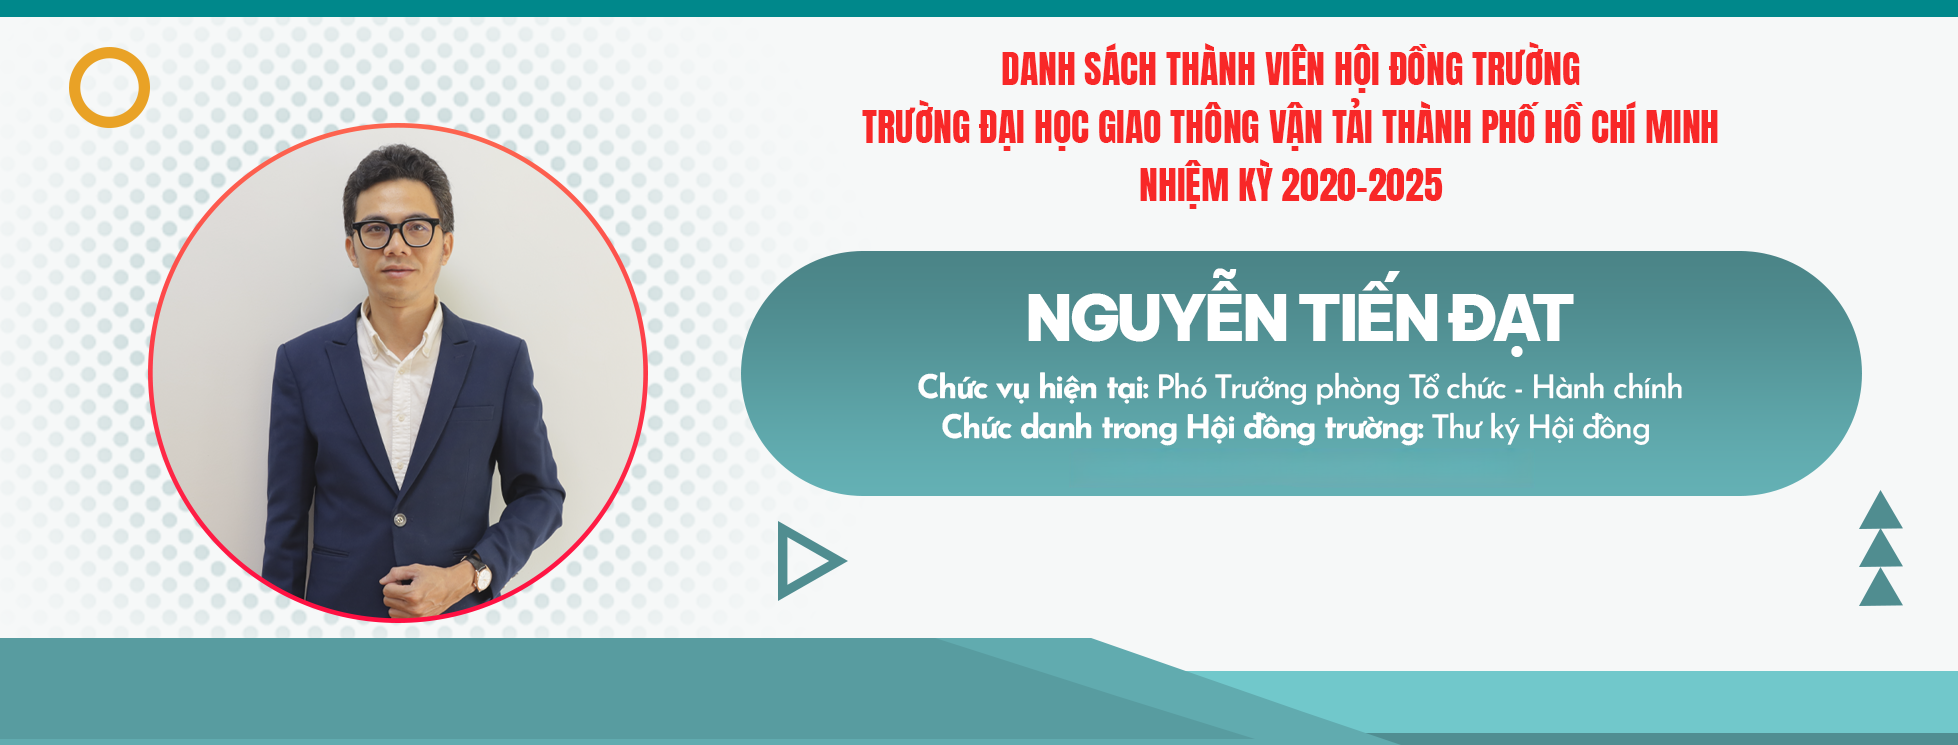 DANH SÁCH THÀNH VIÊN HỘI ĐỒNG TRƯỜNG
TRƯỜNG ĐẠI HỌC GIAO THÔNG VẬN TẢI THÀNH PHỐ HỒ CHÍ MINH
NHIỆM KỲ 2020-2025
NGUYỄN TIẾN ĐẠT
Chức vụ hiện tại: Phó Trưởng phòng Tổ chức - Hành chính
Chức danh trong Hội đồng trường: Thư ký Hội đồng